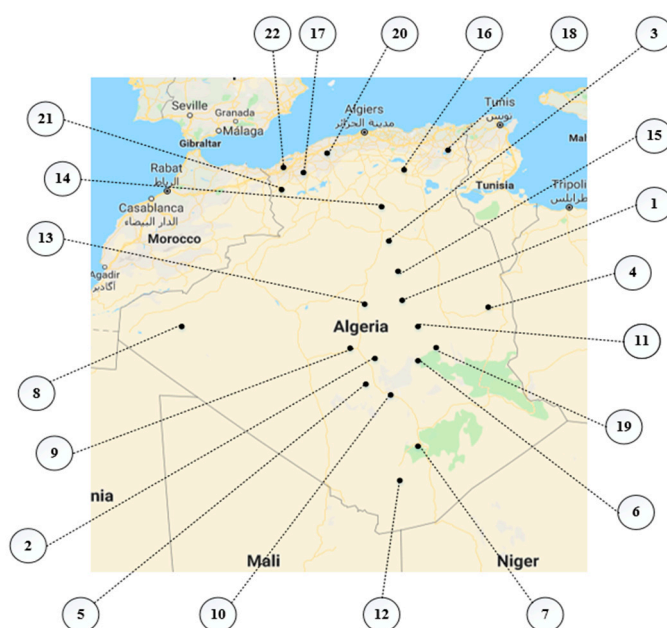 22
17
20
16
18
3
21
14
15
1
13
4
8
11
9
19
2
6
5
10
12
7
Seville
Granada
Málaga
Gibraltar
Algiers
مدينة الجزائر
Tunis
تونس
Mal
Rabat
الرباط
Tunisia
Tripoli
طرابلس
Casablanca
الدار البيضاء
Morocco
Agadir
أكادير
Algeria
nia
Mali
Niger